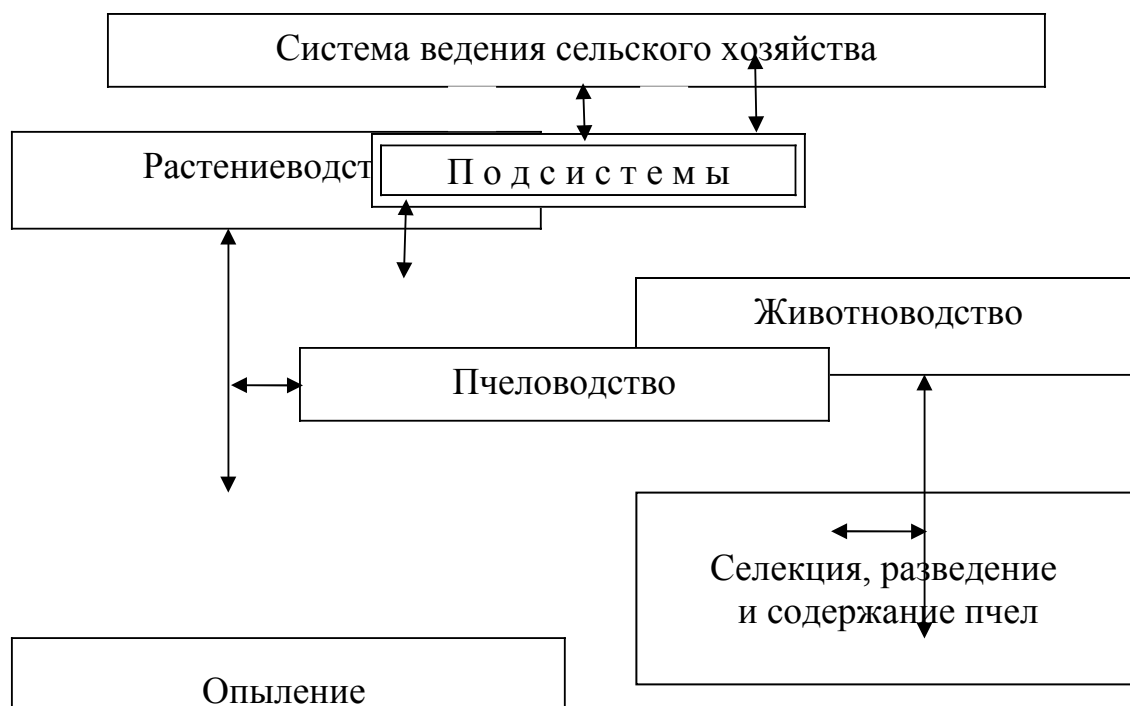 Система ведения сельского хозяйства
Растениеводст
П о д с и с т е м ы
Животноводство
Пчеловодство
Селекция, разведение
и содержание пчел
Опыление